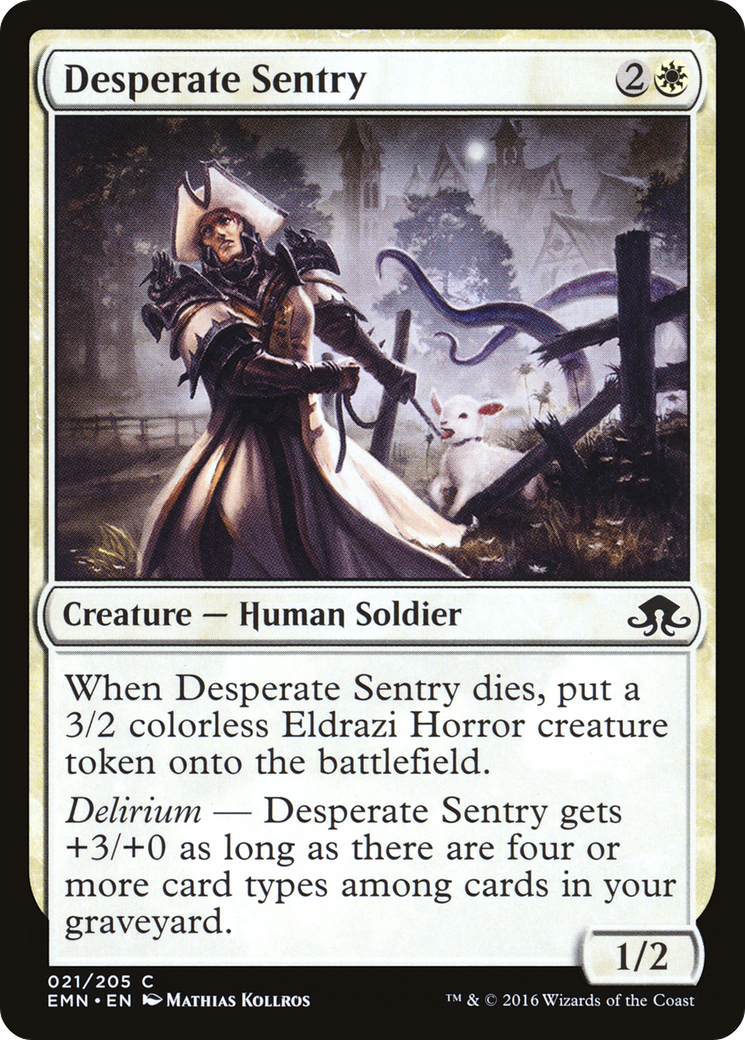 Desperate Sentry 2
Creature — Human Soldier
When Desperate Sentry dies, put a
3/2 colorless Eldrazi Horror creature
token onto the battlefield.
Delirium — Desperate Sentry gets
+3/+0 as long as there are four or
more card types among cards in your
graveyard.
1/2
021/205 C
EMN • EN Mathias Kollros ™ & © 2016 Wizards of the Coast